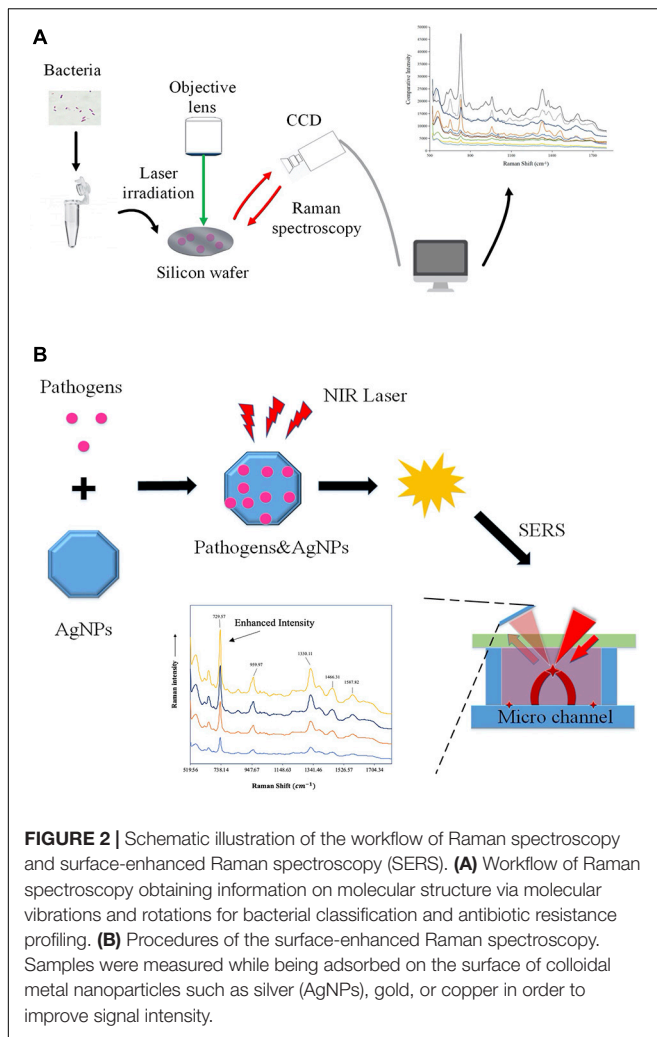 A
Bacteria
Objective
lens
CCD
Laser
irradiation
Raman
spectroscopy
Silicon wafer
Comparative Intensity
Raman Shift (cm⁻¹)
B
Pathogens
NIR Laser
+
SERS
Pathogens&AgNPs
AgNPs
729.57
Enhanced Intensity
959.97
1330.11
1466.31
1587.82
Raman intensity
519.56
738.14
947.67
1148.63
1341.46
1526.57
1704.34
Raman Shift (cm⁻¹)
Micro channel
FIGURE 2 | Schematic illustration of the workflow of Raman spectroscopy
and surface-enhanced Raman spectroscopy (SERS). (A) Workflow of Raman
spectroscopy obtaining information on molecular structure via molecular
vibrations and rotations for bacterial classification and antibiotic resistance
profiling. (B) Procedures of the surface-enhanced Raman spectroscopy.
Samples were measured while being adsorbed on the surface of colloidal
metal nanoparticles such as silver (AgNPs), gold, or copper in order to
improve signal intensity.